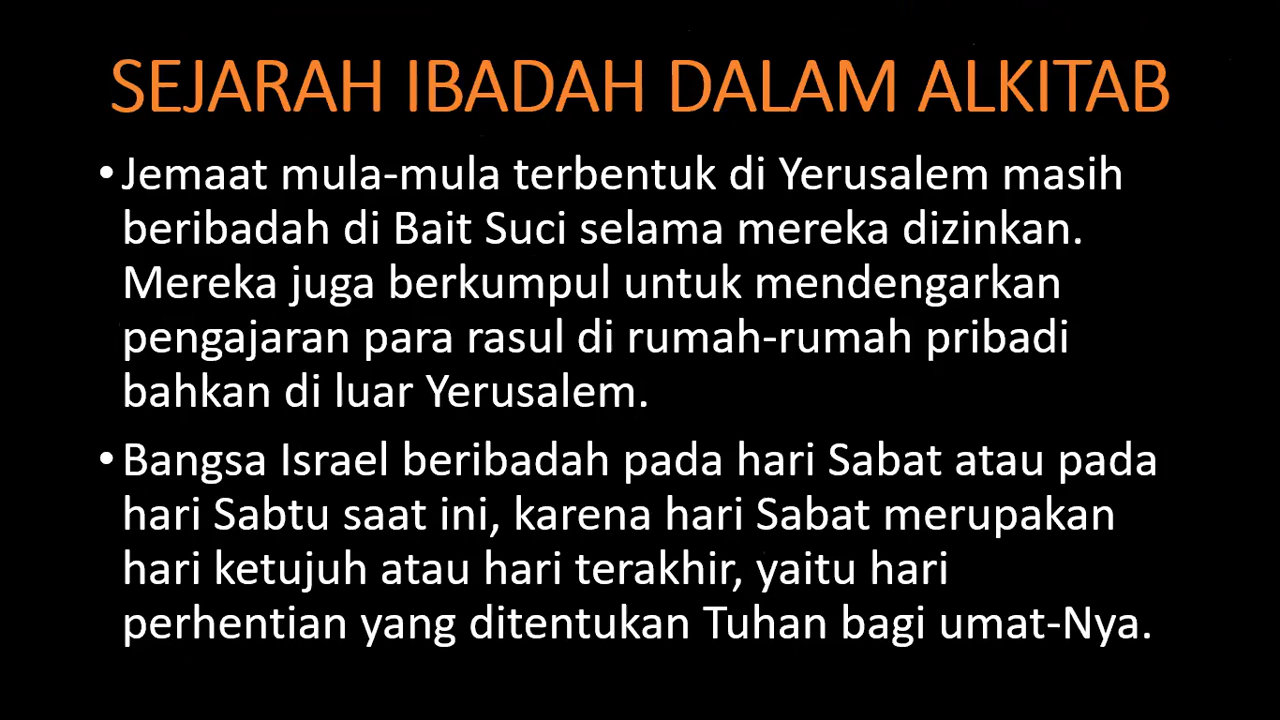 SEJARAH IBADAH DALAM ALKITAB
• Jemaat mula-mula terbentuk di Yerusalem masih
beribadah di Bait Suci selama mereka dizinkan.
Mereka juga berkumpul untuk mendengarkan
pengajaran para rasul di rumah-rumah pribadi
bahkan di luar Yerusalem.
• Bangsa Israel beribadah pada hari Sabat atau pada
hari Sabtu saat ini, karena hari Sabat merupakan
hari ketujuh atau hari terakhir, yaitu hari
perhentian yang ditentukan Tuhan bagi umat-Nya.